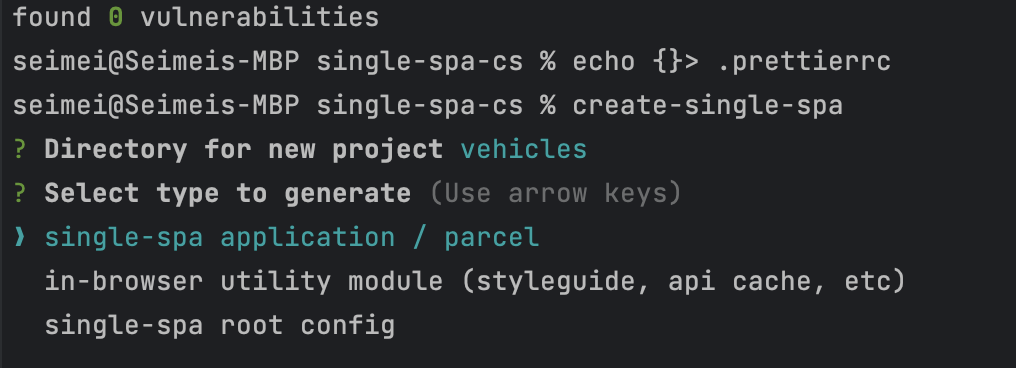 found 0 vulnerabilities
seimei@Seimeis-MBP single-spa-cs % echo {}> .prettierrc
seimei@Seimeis-MBP single-spa-cs % create-single-spa
? Directory for new project vehicles
? Select type to generate (Use arrow keys)
❯ single-spa application / parcel
  in-browser utility module (styleguide, api cache, etc)
  single-spa root config